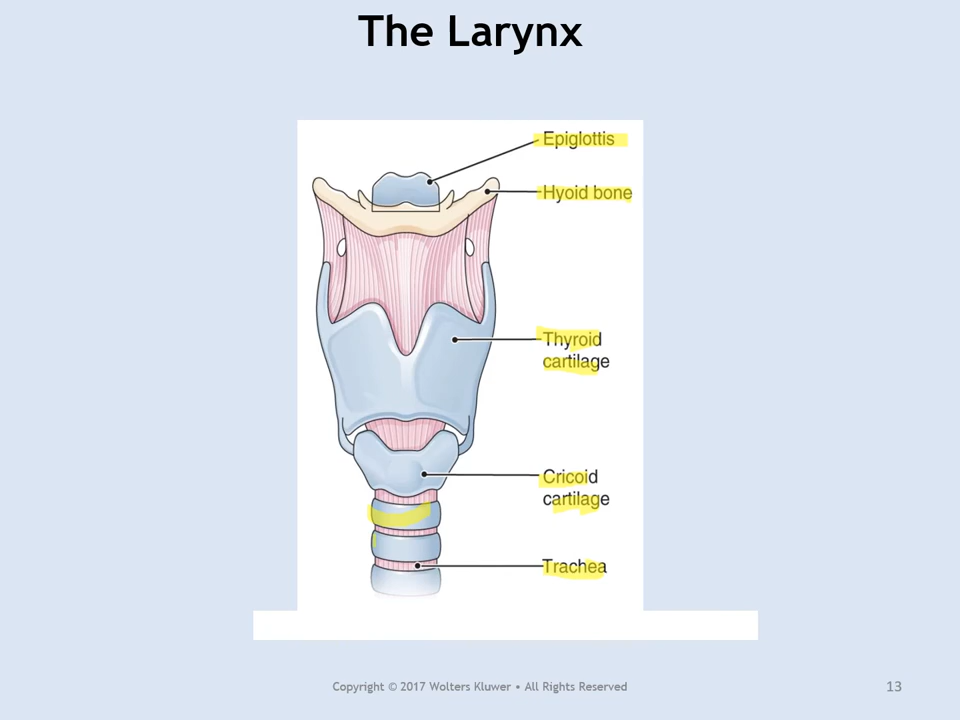 The Larynx
Epiglottis
Hyoid bone
Thyroid
cartilage
Cricoid
cartilage
Trachea
Copyright © 2017 Wolters Kluwer • All Rights Reserved
13